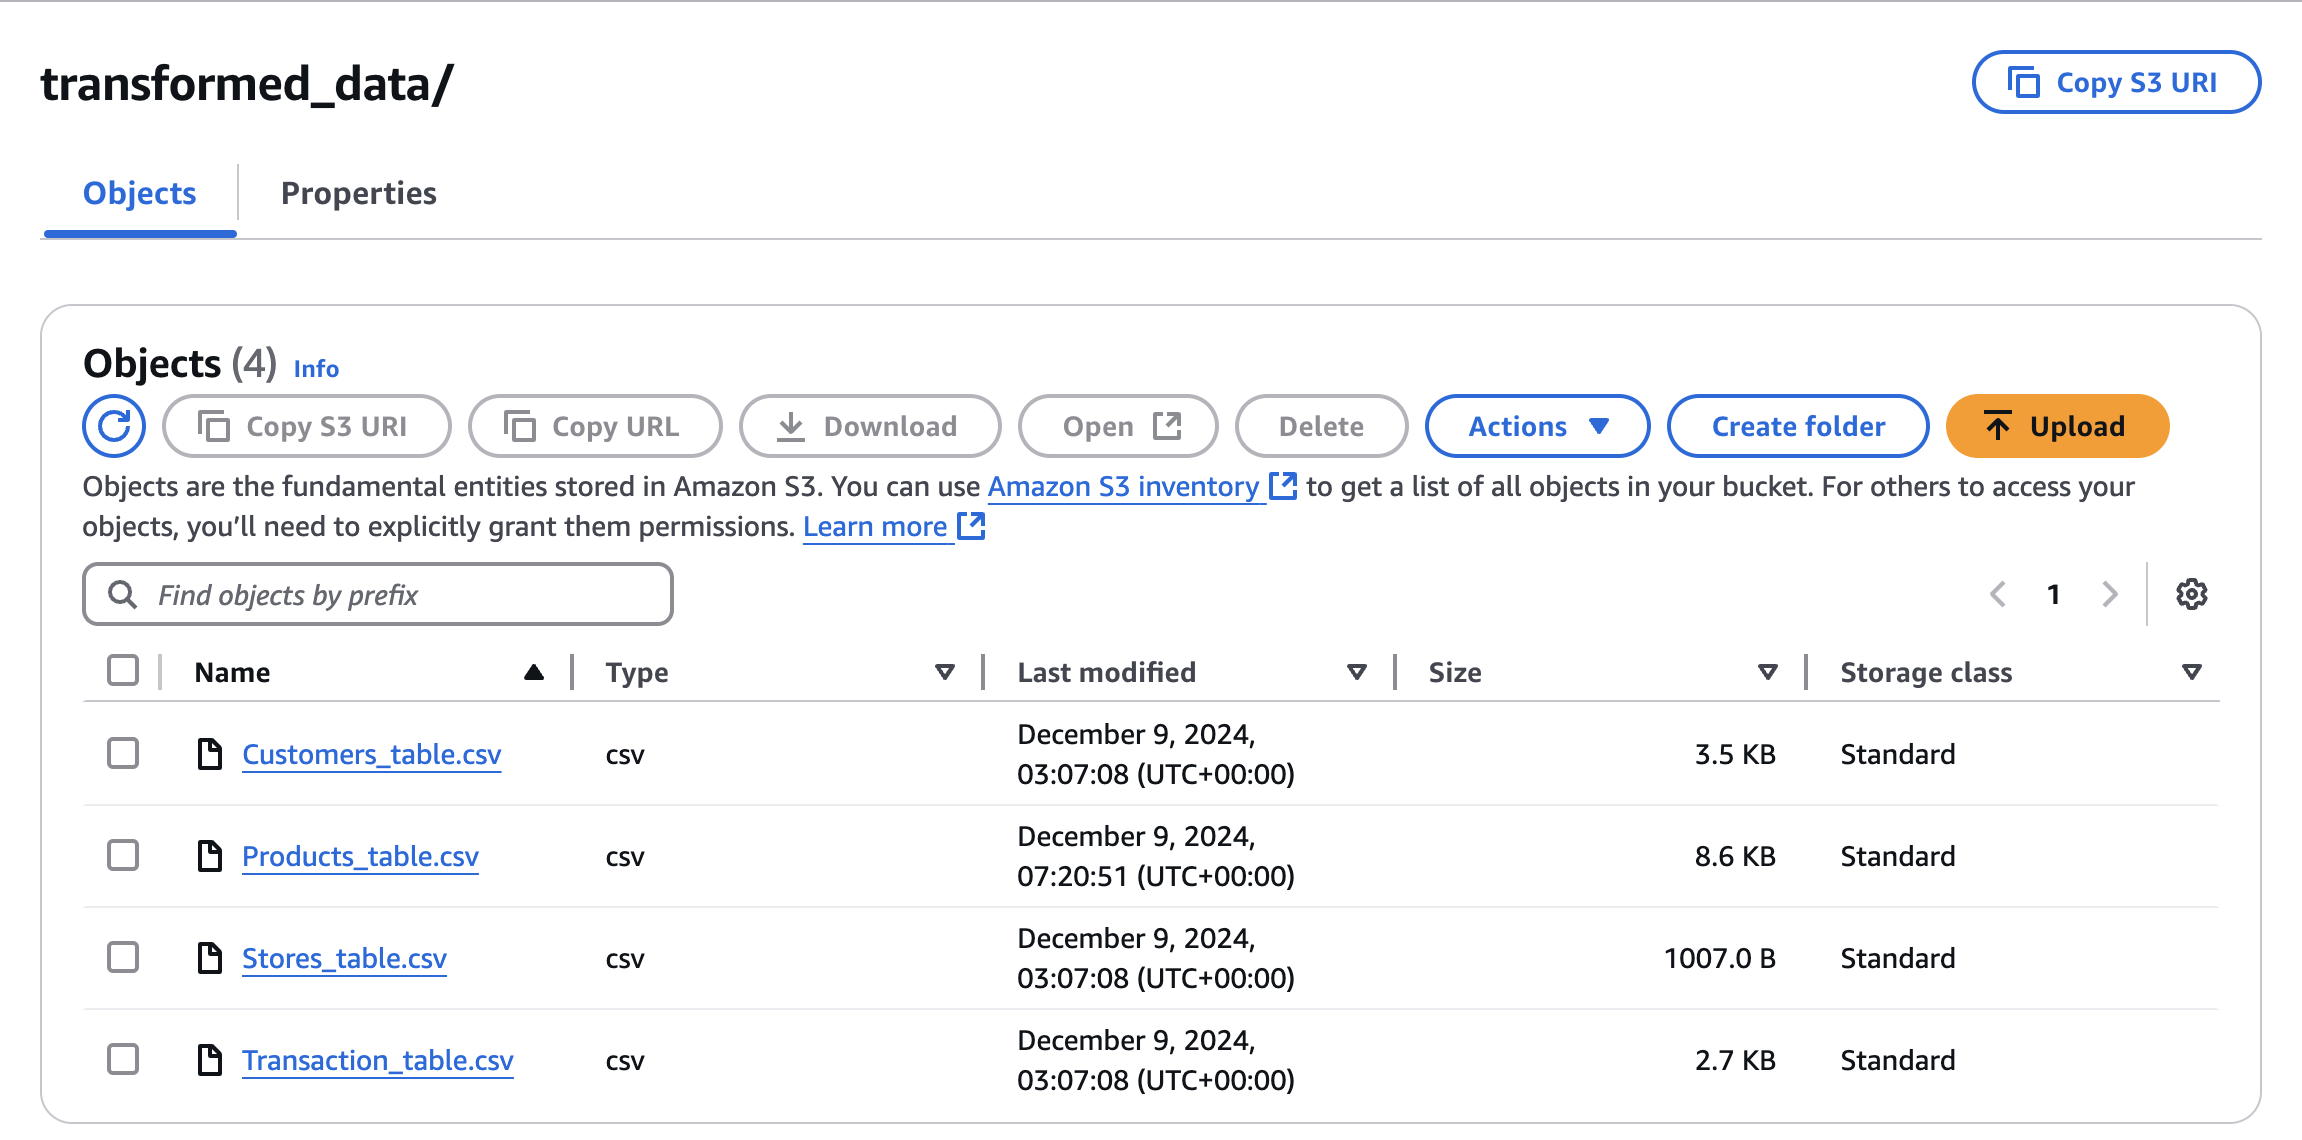 transformed_data/
Copy S3 URI
Objects
Properties
Objects (4) Info
Copy S3 URI
Copy URL
Download
Open
Delete
Actions
Create folder
Upload
Objects are the fundamental entities stored in Amazon S3. You can use Amazon S3 inventory to get a list of all objects in your bucket. For others to access your
objects, you’ll need to explicitly grant them permissions. Learn more
Find objects by prefix
1
Name Type Last modified Size Storage class
Customers_table.csv csv December 9, 2024, 3.5 KB Standard
03:07:08 (UTC+00:00)
Products_table.csv csv December 9, 2024, 8.6 KB Standard
07:20:51 (UTC+00:00)
Stores_table.csv csv December 9, 2024, 1007.0 B Standard
03:07:08 (UTC+00:00)
Transaction_table.csv csv December 9, 2024, 2.7 KB Standard
03:07:08 (UTC+00:00)